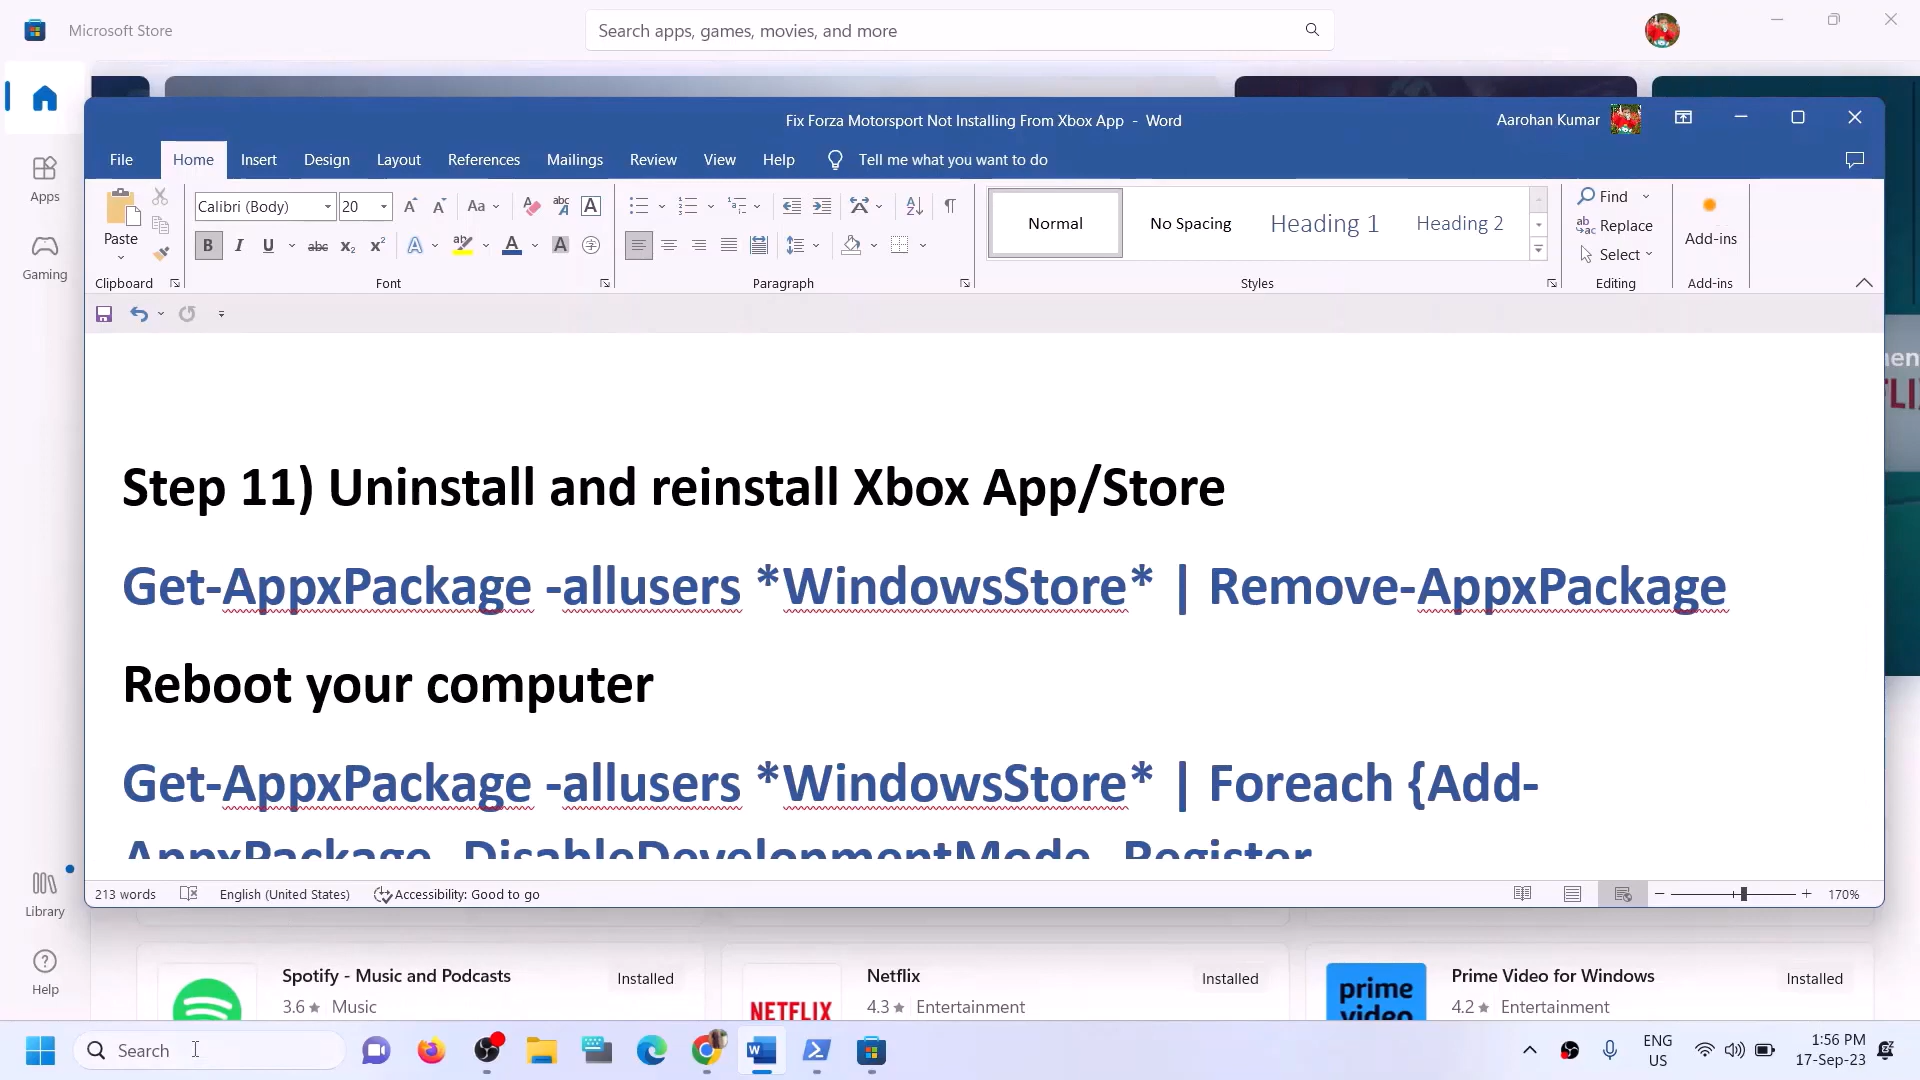 Microsoft Store
Search apps, games, movies, and more
Fix Forza Motorsport Not Installing From Xbox App - Word
Aarohan Kumar
File Home Insert Design Layout References Mailings Review View Help Tell me what you want to do
Apps
Gaming
Paste
Calibri (Body) 20
Normal
No Spacing
Heading 1
Heading 2
Find
Replace
Select
Add-ins
Clipboard
Font
Paragraph
Styles
Editing
Add-ins
Step 11) Uninstall and reinstall Xbox App/Store
Get-AppxPackage -allusers *WindowsStore* | Remove-AppxPackage
Reboot your computer
Get-AppxPackage -allusers *WindowsStore* | Foreach {Add-
AppxPackage -DisableDevelopmentMode -Register
213 words English (United States) Accessibility: Good to go 170%
Library
Help
Spotify - Music and Podcasts
Installed
3.6 ★ Music
Netflix
Installed
4.3 ★ Entertainment
NETFLIX
Prime Video for Windows
Installed
4.2 ★ Entertainment
prime
video
Search
ENG
US
1:56 PM
17-Sep-23